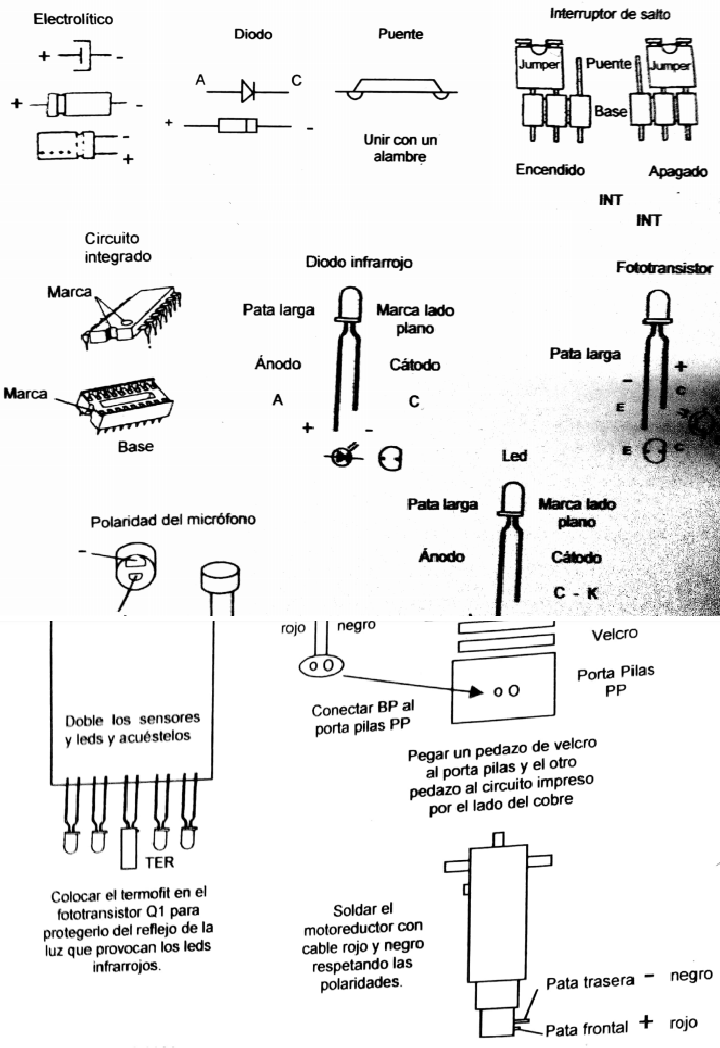 Electrolítico
+ -
+ -
-
+
Diodo
A C
+ -
Puente
Unir con un
alambre
Interruptor de salto
Jumper
Puente
Jumper
Base
Encendido
Apagado
INT
INT
Circuito
integrado
Marca
Marca
Base
Diodo infrarrojo
Pata larga
Marca lado
plano
Ánodo
Cátodo
A
C
+ -
Fototransistor
Pata larga
+
-
C
E
E
C
Led
Pata larga
Marca lado
plano
Ánodo
Cátodo
C - K
Polaridad del micrófono
-
Doble los sensores
y leds y acuéstelos
TER
Colocar el termofit en el
fototransistor Q1 para
protegerlo del reflejo de la
luz que provocan los leds
infrarrojos.
rojo negro
Conectar BP al
porta pilas PP
Velcro
Porta Pilas
PP
Pegar un pedazo de velcro
al porta pilas y el otro
pedazo al circuito impreso
por el lado del cobre
Soldar el
motoreductor con
cable rojo y negro
respetando las
polaridades.
Pata trasera - negro
Pata frontal + rojo